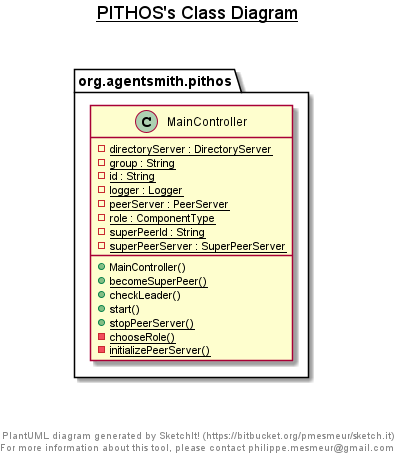 PITHOS's Class Diagram
org.agentsmith.pithos
C MainController
directoryServer : DirectoryServer
group : String
id : String
logger : Logger
peerServer : PeerServer
role : ComponentType
superPeerId : String
superPeerServer : SuperPeerServer
MainController()
becomeSuperPeer()
checkLeader()
start()
stopPeerServer()
chooseRole()
initializePeerServer()
PlantUML diagram generated by SketchIt! (https://bitbucket.org/pmesmeur/sketch.it)
For more information about this tool, please contact philippe.mesmeur@gmail.com